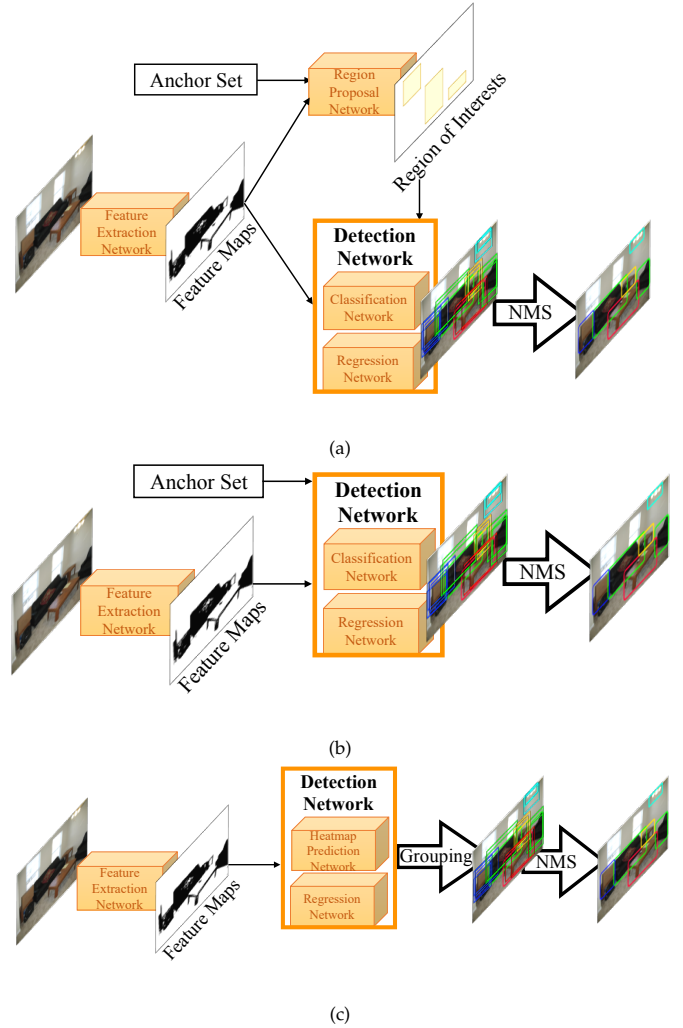 Anchor Set
Region
Proposal
Network
Region of Interests
Feature
Extraction
Network
Feature Maps
Detection
Network
Classification
Network
Regression
Network
NMS
(a)
Anchor Set
Detection
Network
Feature
Extraction
Network
Feature Maps
Classification
Network
Regression
Network
NMS
(b)
Detection
Network
Feature
Extraction
Network
Feature Maps
Heatmap
Prediction
Network
Regression
Network
Grouping
NMS
(c)